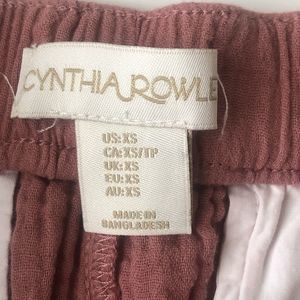 CYNTHIA ROWLE
US:XS
CA:XS/TP
UK:XS
EU:XS
AU:XS
MADE IN
BANGLADESH